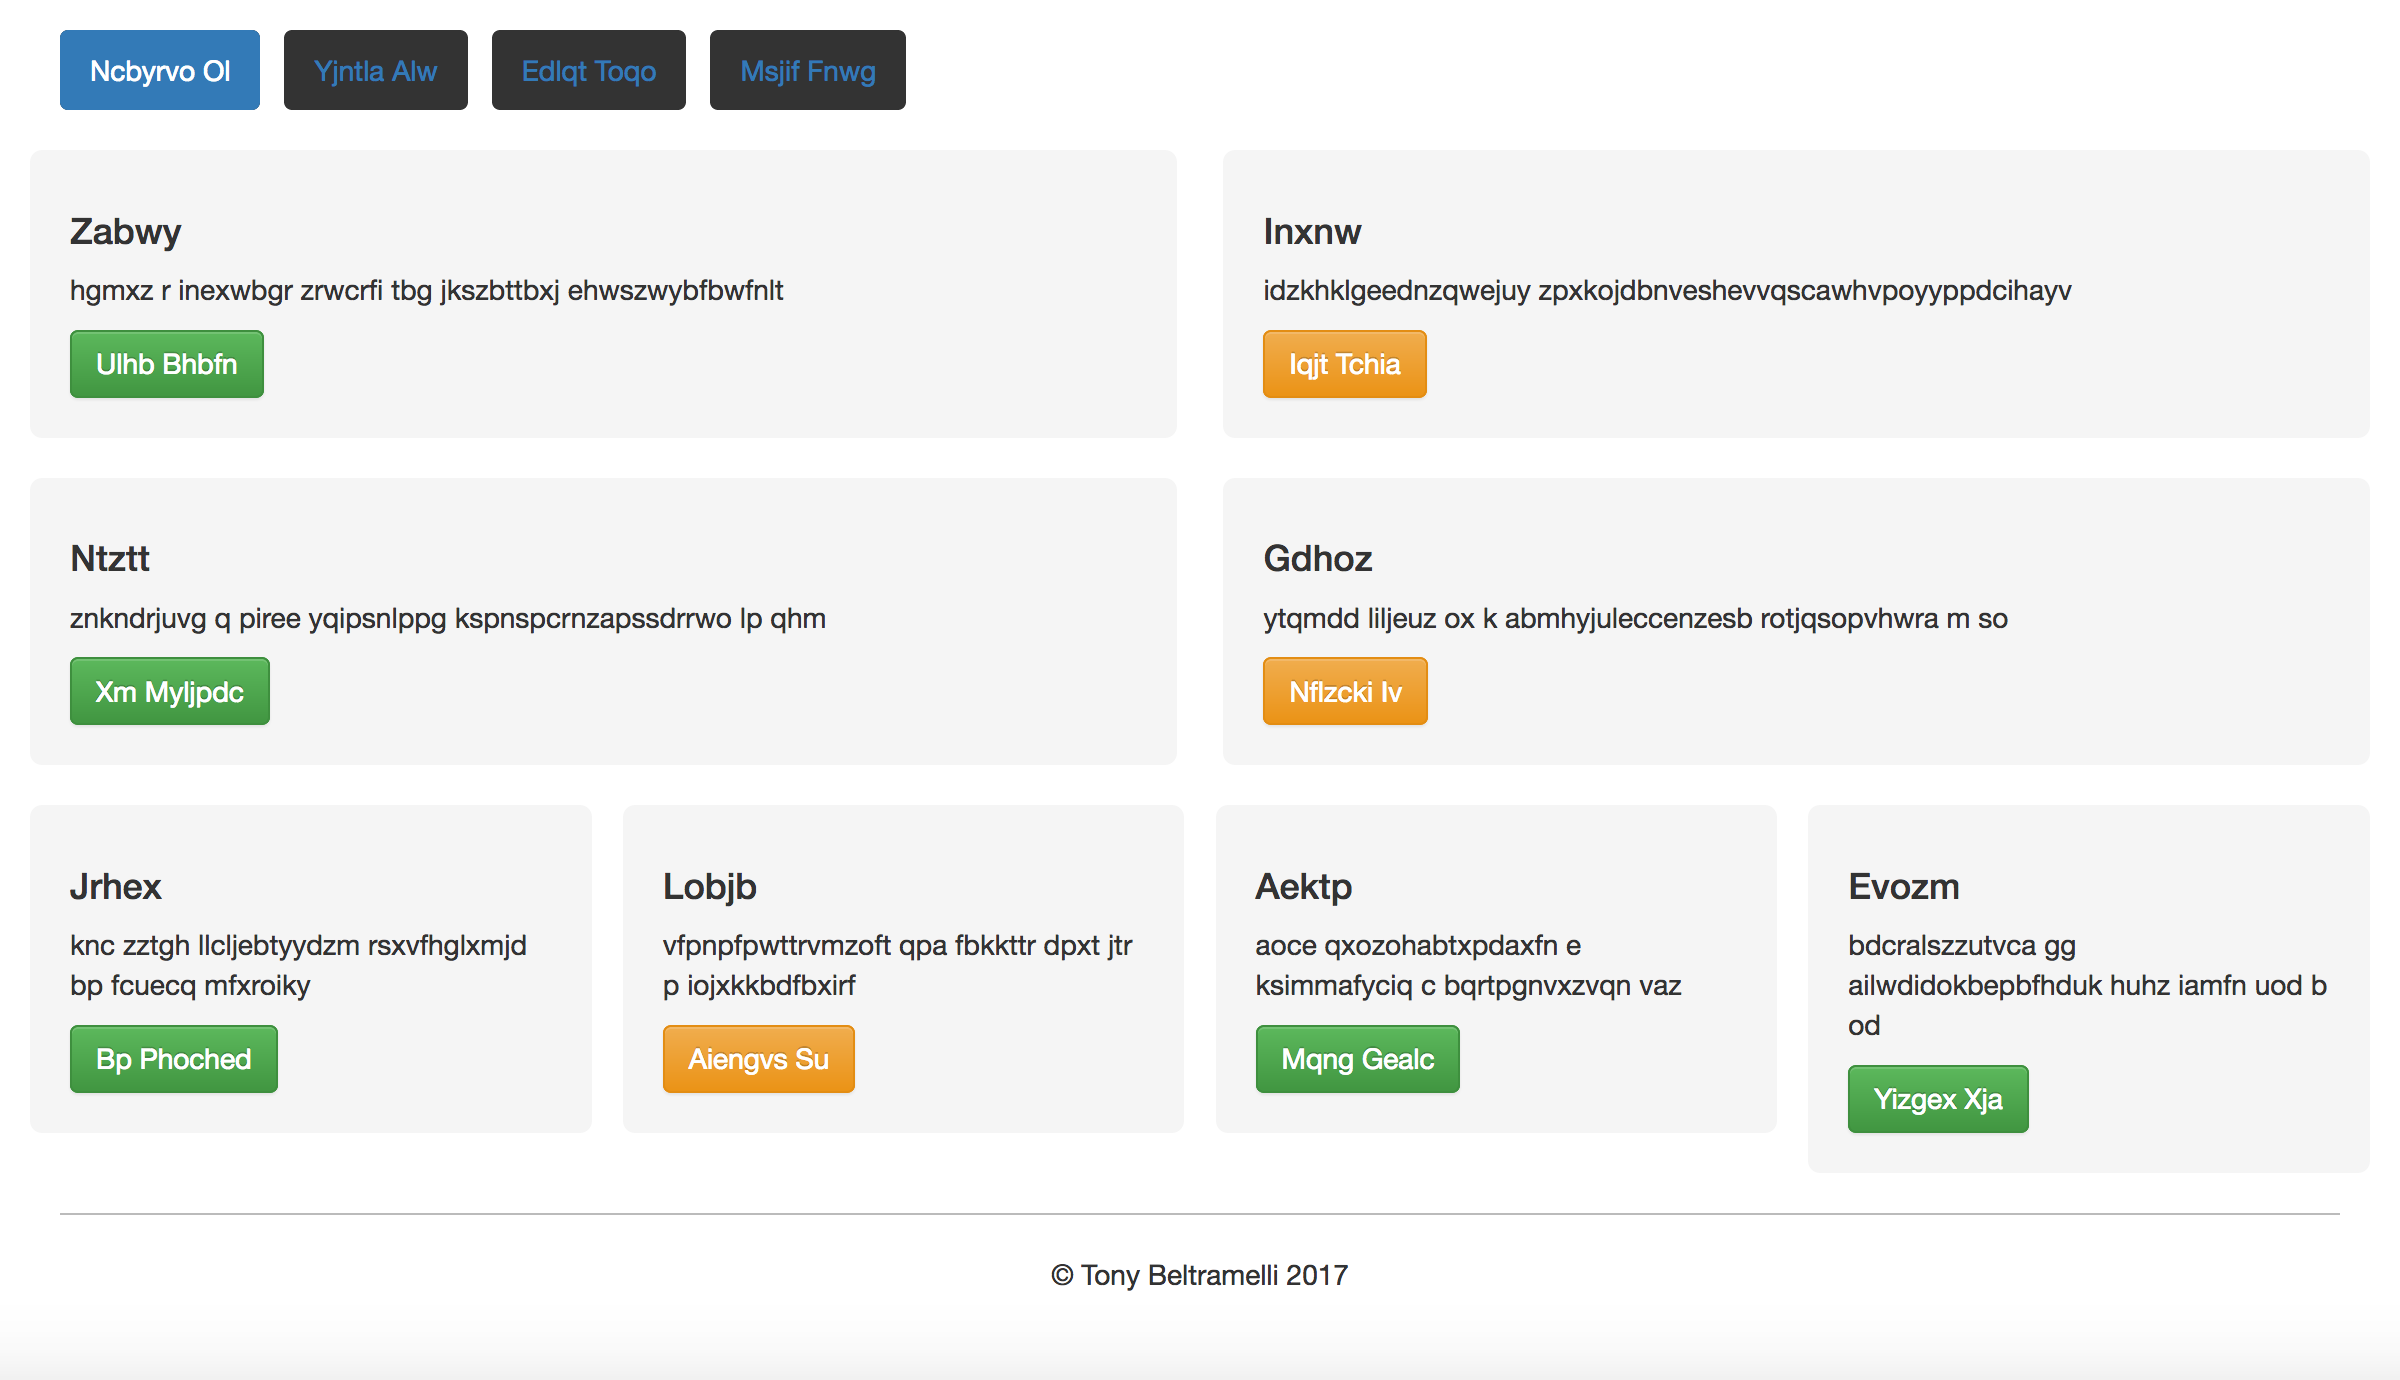 Ncbyrvo Ol
Yjntla Alw
Edlqt Toqo
Msjif Fnwg
Zabwy
hgmxz r inexwbgr zrwcrfi tbg jkszbttbxj ehwszwybfbwfnlt
Ulhb Bhbfn
Inxnw
idzkhklgeednzqwejuy zpxkojdbnveshevvqscawhvpoyyppdcihayv
Iqjt Tchia
Ntztt
znkndrjuvg q piree yqipsnlppg kspnspcrnzapssdrrwo lp qhm
Xm Myljpdc
Gdhoz
ytqmdd liljeuz ox k abmhyjuleccenzesb rotjqsopvhwra m so
Nflzcki Iv
Jrhex
knc zztgh llcljebtyydzm rsxvfhglxmjd
bp fcuecq mfxroiky
Bp Phoched
Lobjb
vfpnpfpwttrvmzoft qpa fbkkttr dpxt jtr
p iojxkkbdfbxirf
Aiengvs Su
Aektp
aoce qxozohabtxpdaxfn e
ksimmafyciq c bqrtpgnvxzvqn vaz
Mqng Gealc
Evozm
bdcralszzutvca gg
ailwdidokbepbfhduk huhz iamfn uod b
od
Yizgex Xja
© Tony Beltramelli 2017